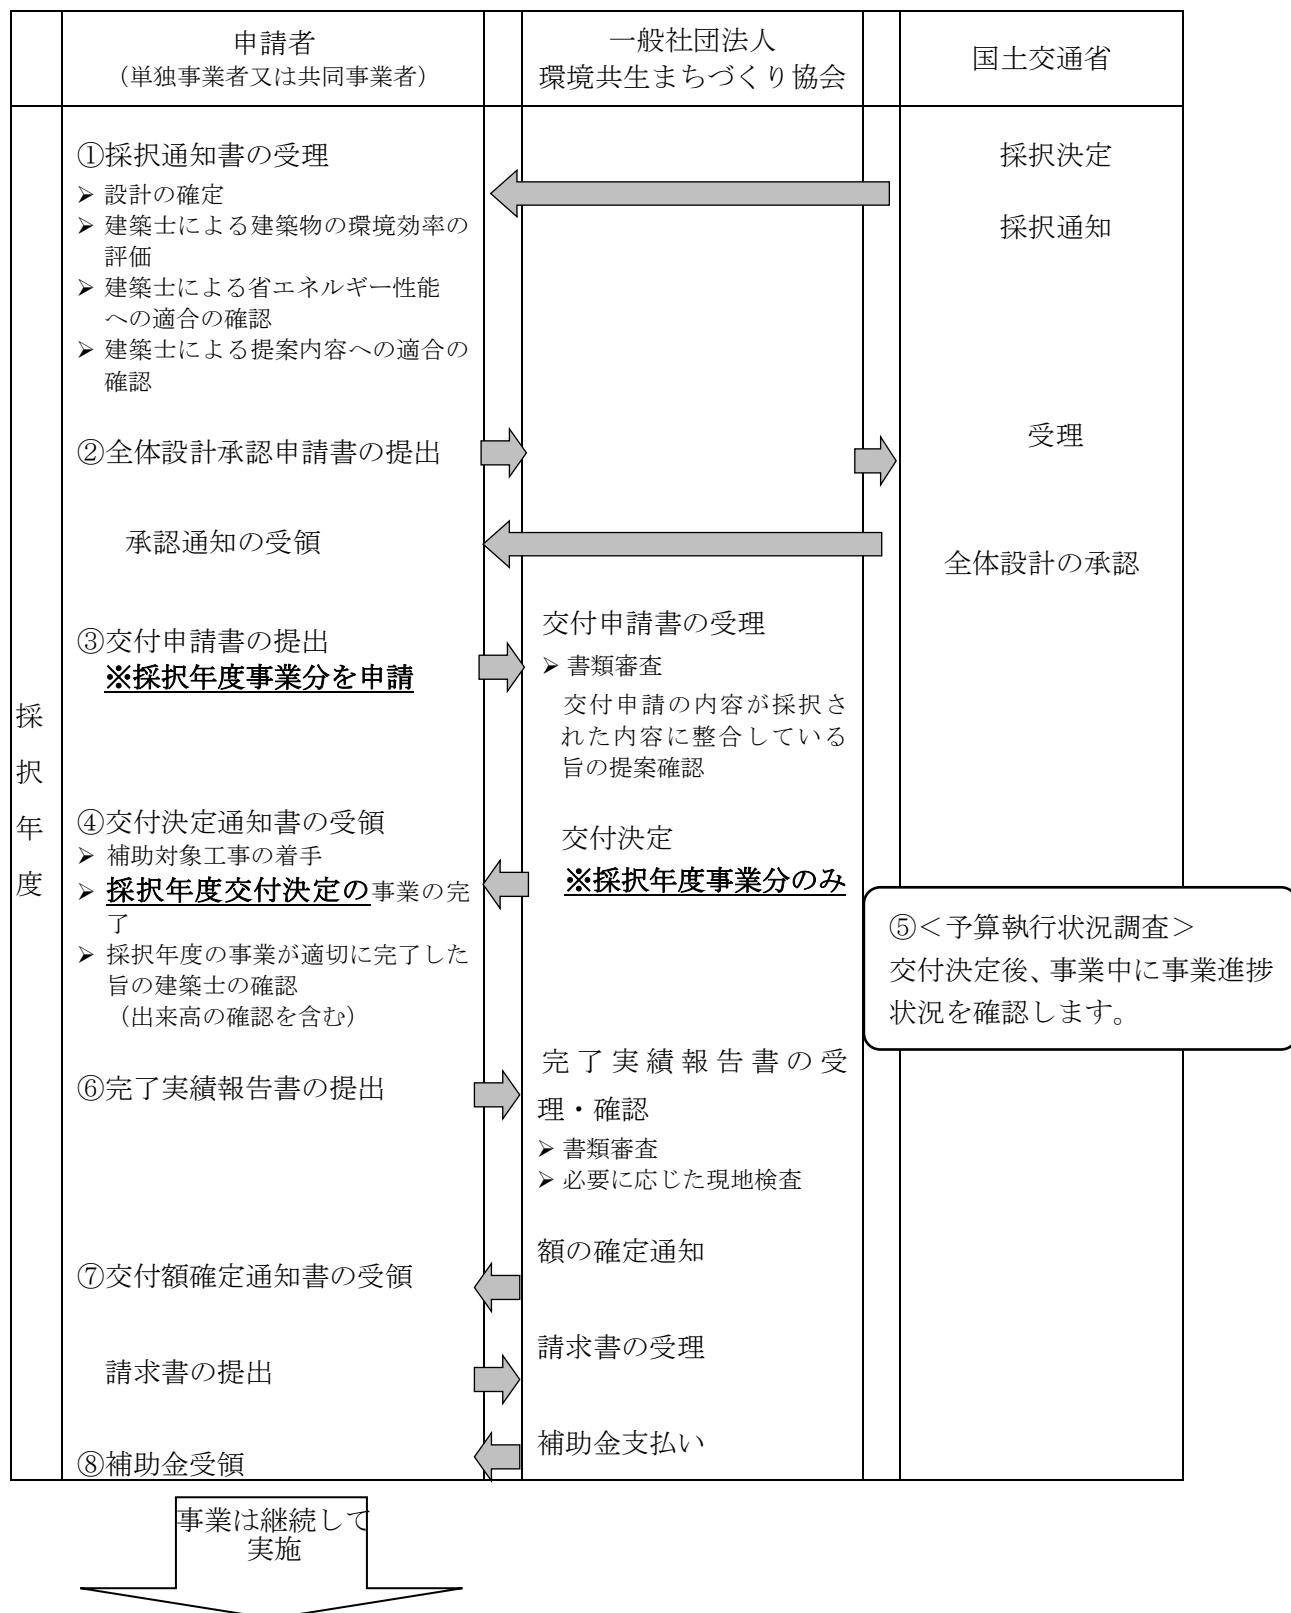 申請者
（単独事業者又は共同事業者）
一般社団法人
環境共生まちづくり協会
国土交通省
採
択
年
度
①採択通知書の受理
➢ 設計の確定
➢ 建築士による建築物の環境効率の
評価
➢ 建築士による省エネルギー性能
への適合の確認
➢ 建築士による提案内容への適合の
確認
採択決定
採択通知
②全体設計承認申請書の提出
受理
承認通知の受領
全体設計の承認
③交付申請書の提出
※採択年度事業分を申請
交付申請書の受理
➢ 書類審査
交付申請の内容が採択さ
れた内容に整合している
旨の提案確認
④交付決定通知書の受領
➢ 補助対象工事の着手
➢ 採択年度交付決定の事業の完
了
➢ 採択年度の事業が適切に完了した
旨の建築士の確認
（出来高の確認を含む）
交付決定
※採択年度事業分のみ
⑤＜予算執行状況調査＞
交付決定後、事業中に事業進捗
状況を確認します。
⑥完了実績報告書の提出
完了実績報告書の受
理・確認
➢ 書類審査
➢ 必要に応じた現地検査
額の確定通知
⑦交付額確定通知書の受領
請求書の受理
請求書の提出
補助金支払い
⑧補助金受領
事業は継続して
実施